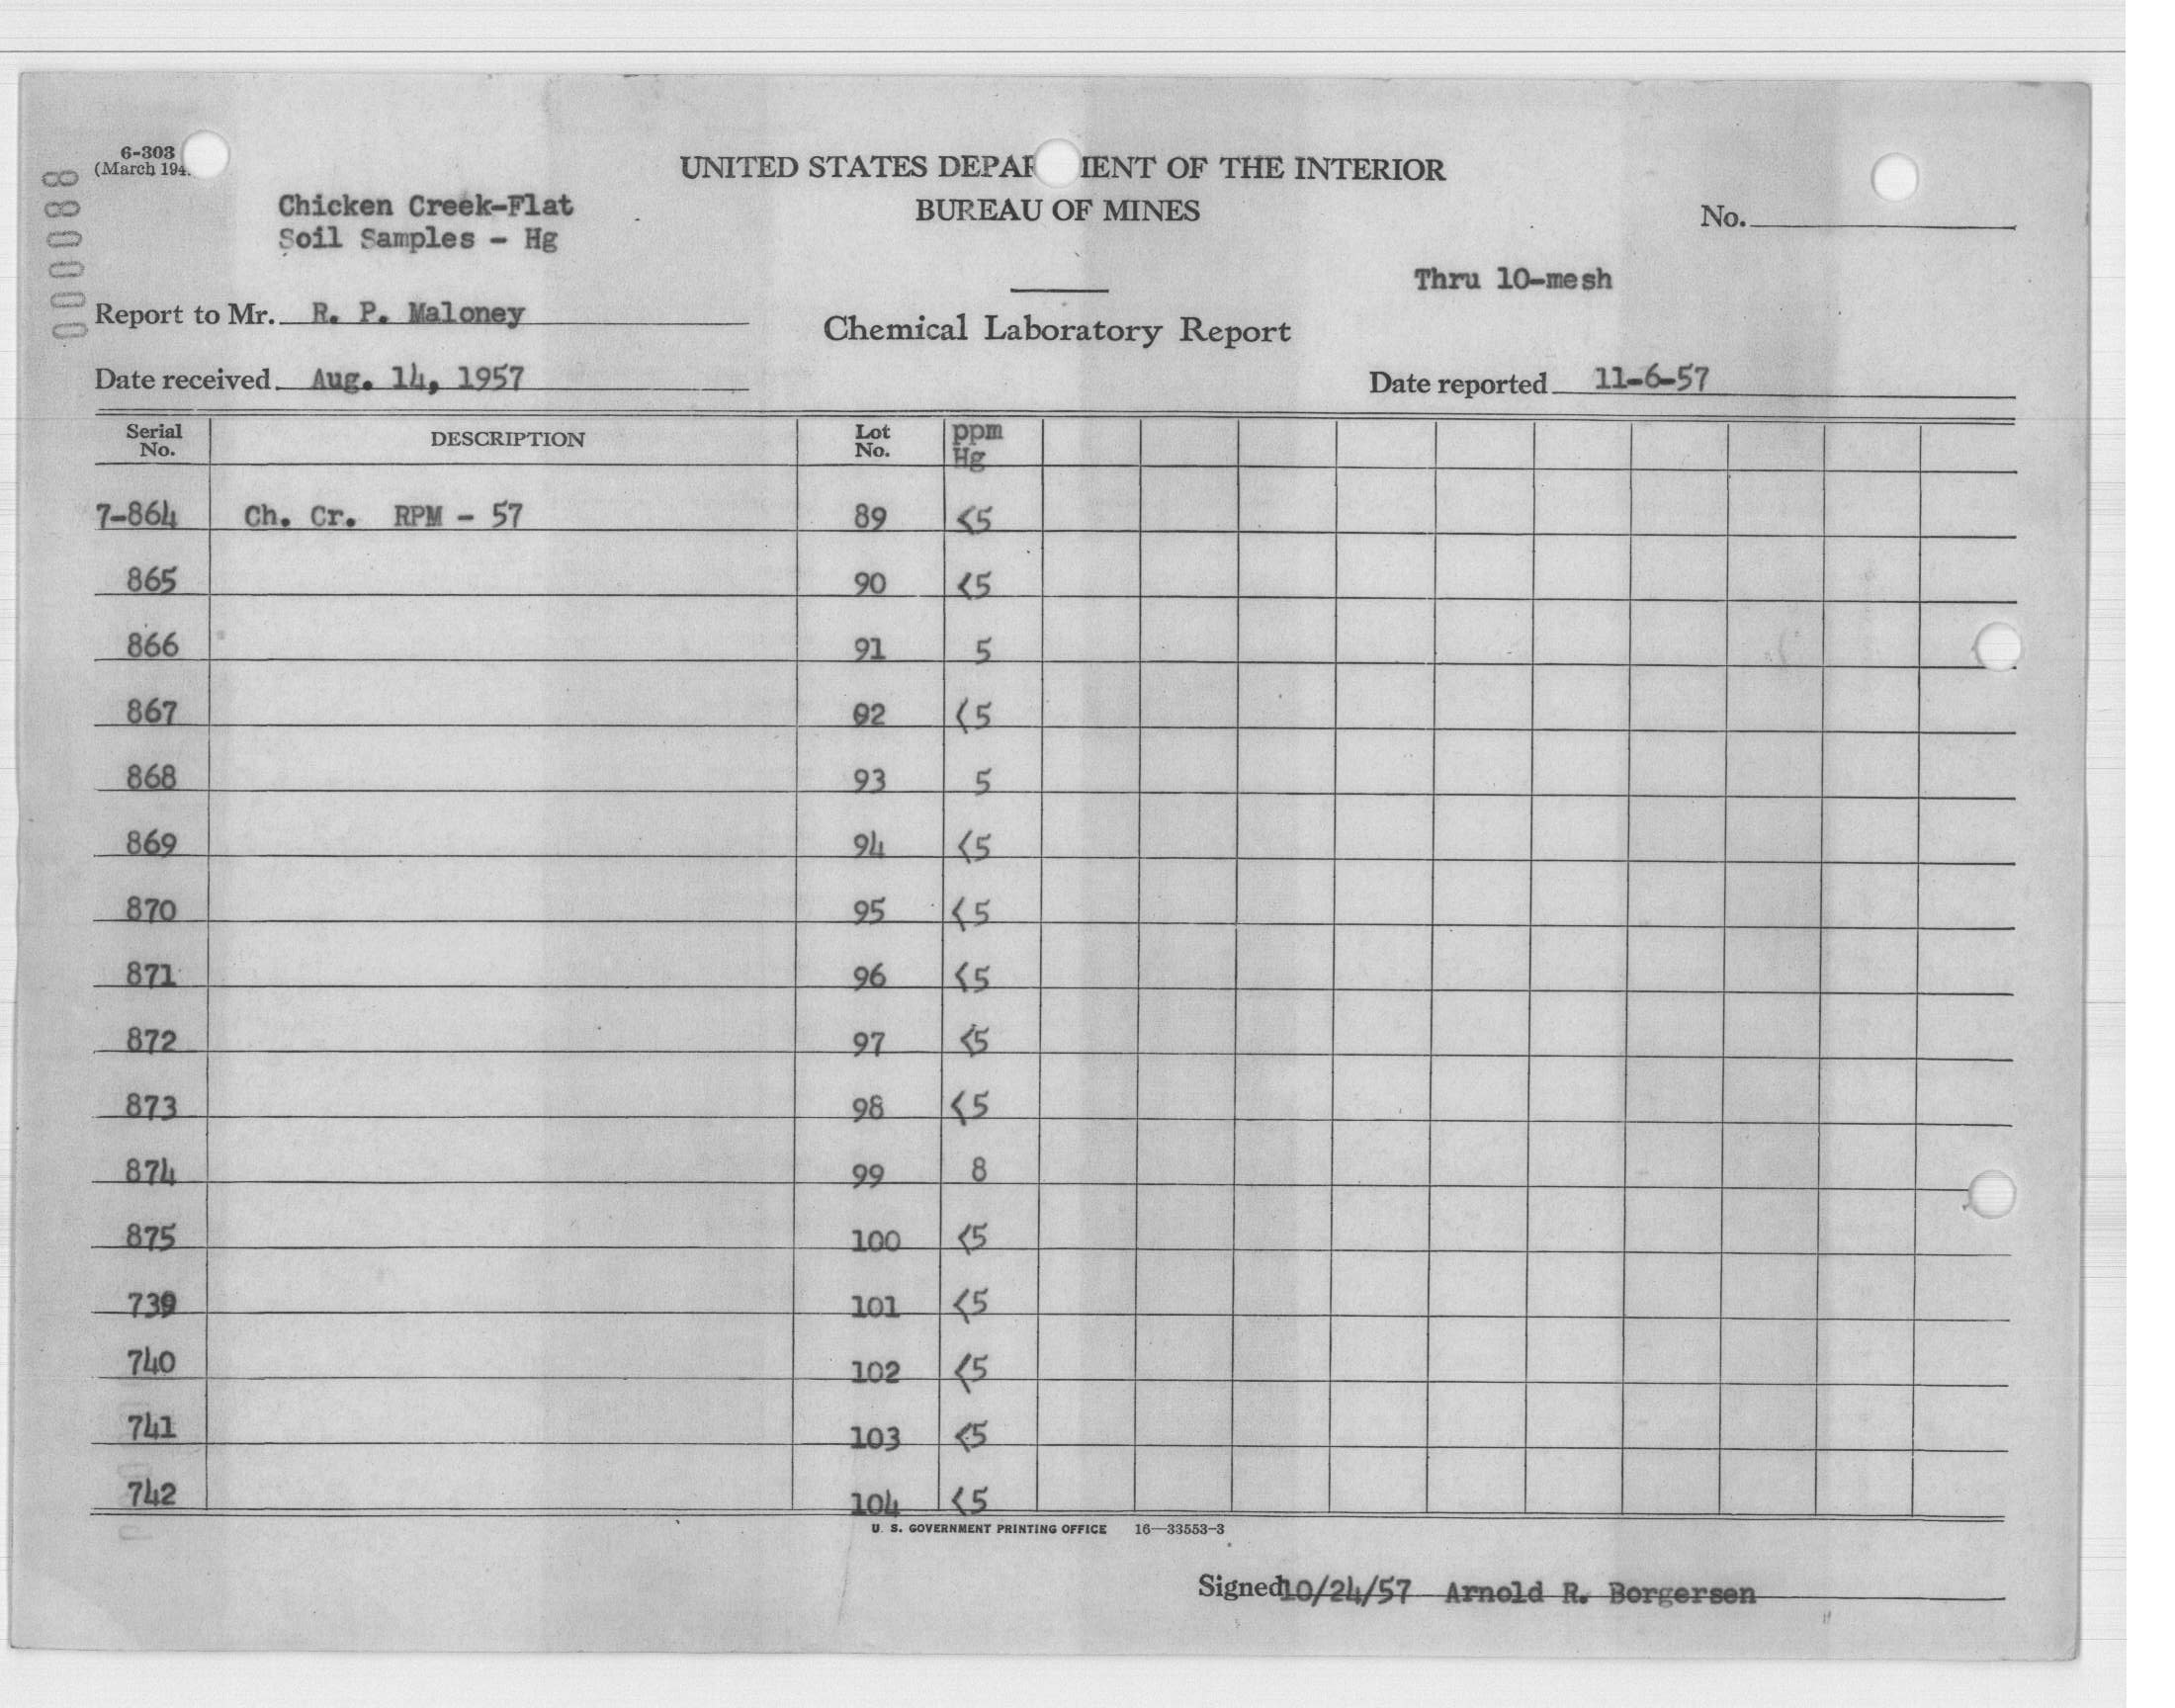 6-303
(March 194
000088
Chicken Creek-Flat
Soil Samples - Hg
UNITED STATES DEPAR MENT OF THE INTERIOR
BUREAU OF MINES
No.
Thru 10-mesh
Report to Mr. R. P. Maloney
Chemical Laboratory Report
Date received Aug. 14, 1957
Date reported 11-6-57
Serial No. DESCRIPTION Lot No. ppm Hg
7-864 Ch. Cr. RPM - 57 89 <5
865 90 <5
866 91 5
867 02 <5
868 93 5
869 94 <5
870 95 <5
871 96 <5
872 97 <5
873 98 <5
874 99 8
875 100 <5
739 101 <5
740 102 <5
741 103 <5
742 104 <5
U. S. GOVERNMENT PRINTING OFFICE 16—33553-3
Signed 10/24/57 Arnold R. Borgersen